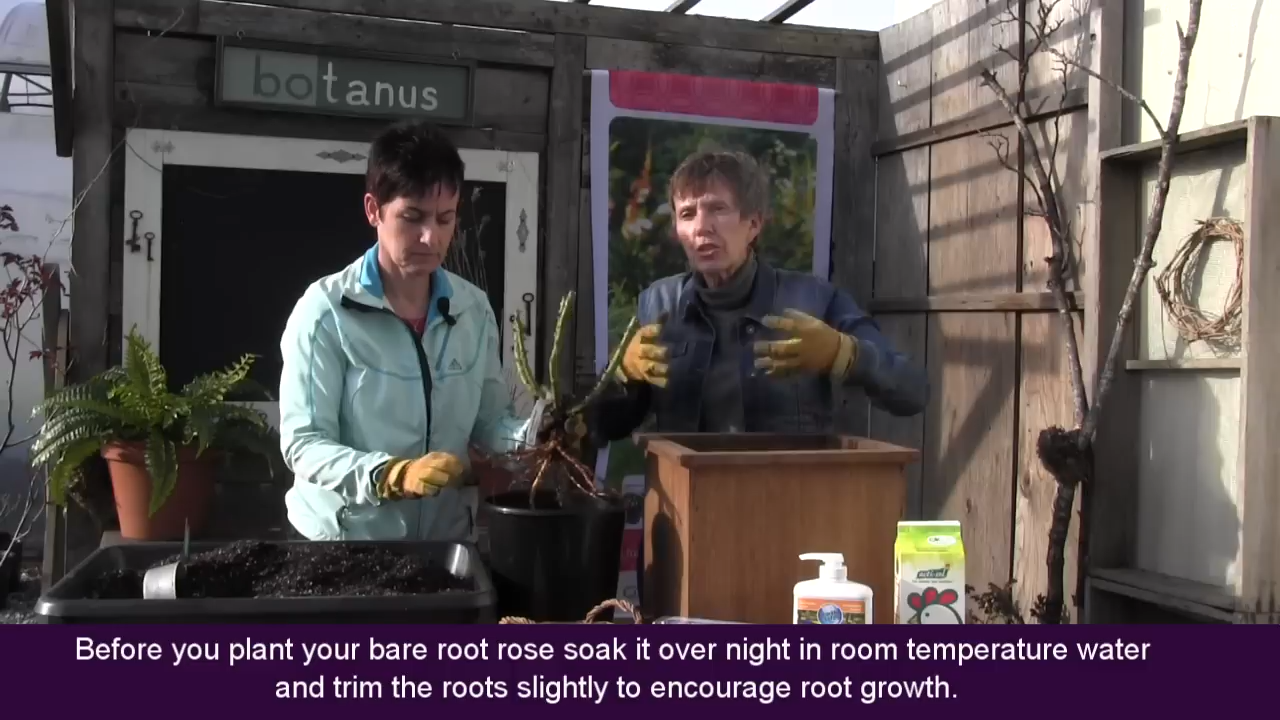 botanus
Before you plant your bare root rose soak it over night in room temperature water
and trim the roots slightly to encourage root growth.